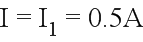 I = I₁ = 0.5A